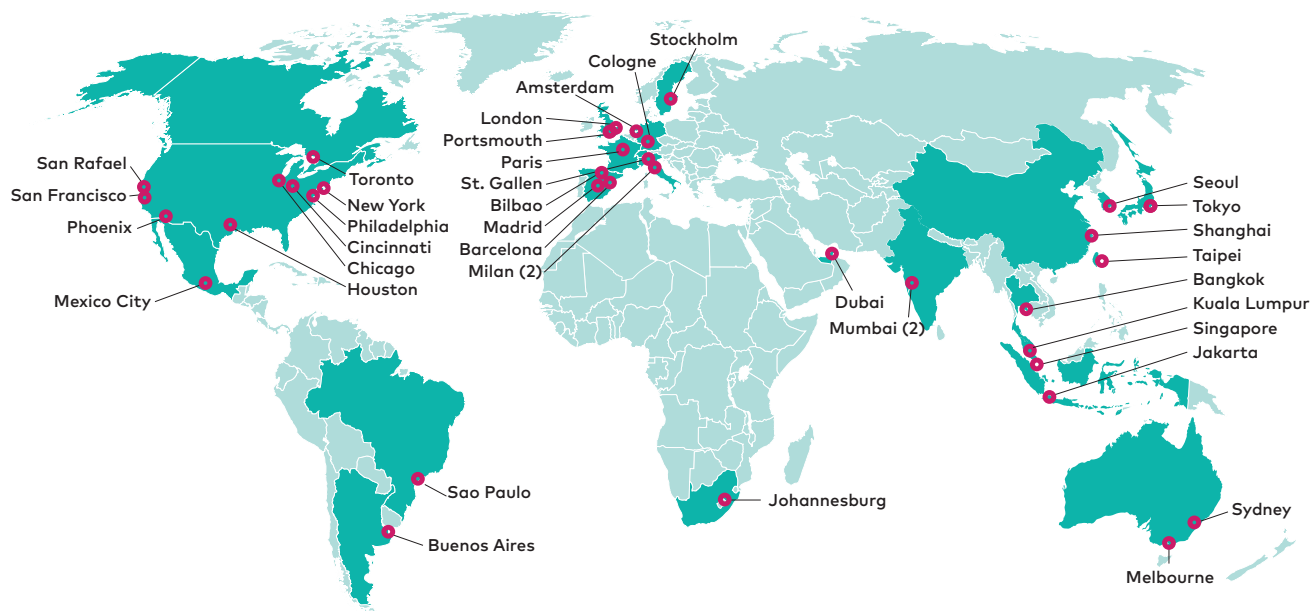 Stockholm
Cologne
Amsterdam
London
Portsmouth
Paris
St. Gallen
Bilbao
Madrid
Barcelona
Milan (2)
San Rafael
San Francisco
Phoenix
Mexico City
Toronto
New York
Philadelphia
Cincinnati
Chicago
Houston
Seoul
Tokyo
Shanghai
Taipei
Bangkok
Kuala Lumpur
Singapore
Jakarta
Dubai
Mumbai (2)
Sao Paulo
Buenos Aires
Johannesburg
Sydney
Melbourne